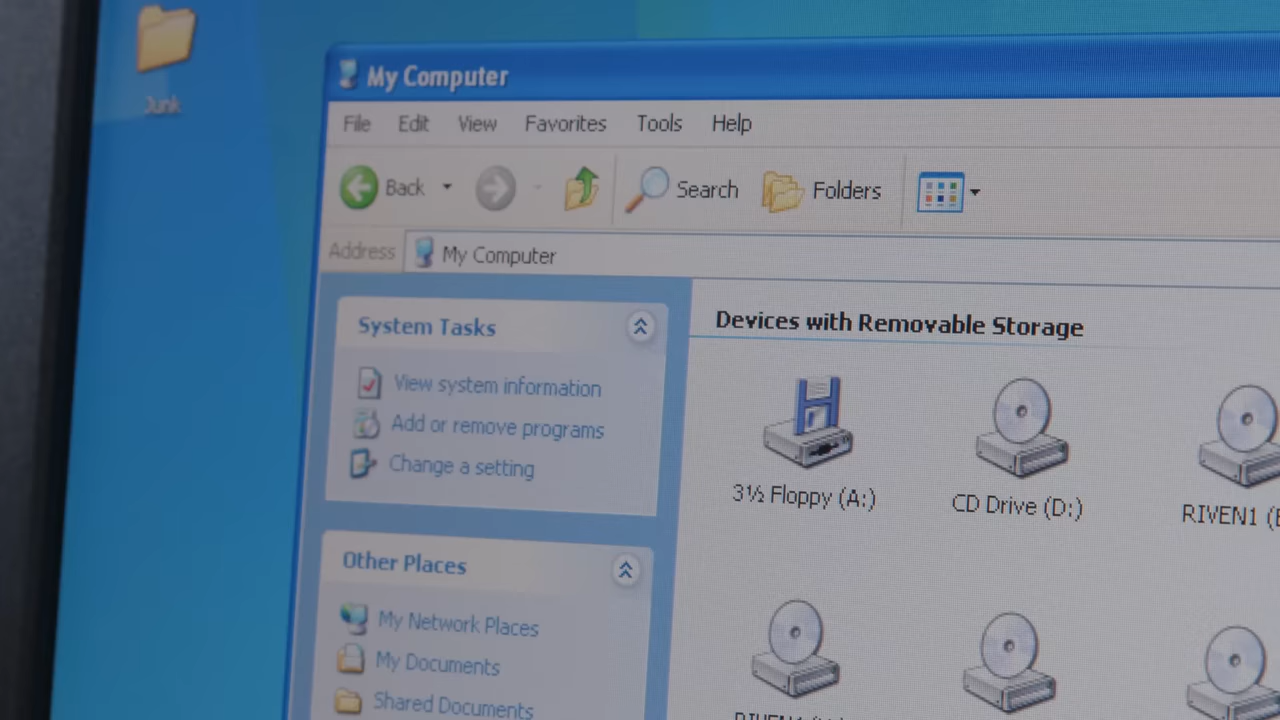 Junk
My Computer
File Edit View Favorites Tools Help
Back Search Folders
Address My Computer
System Tasks
View system information
Add or remove programs
Change a setting
Other Places
My Network Places
My Documents
Shared Documents
Devices with Removable Storage
3½ Floppy (A:) CD Drive (D:) RIVEN1 (E
RIVEN1